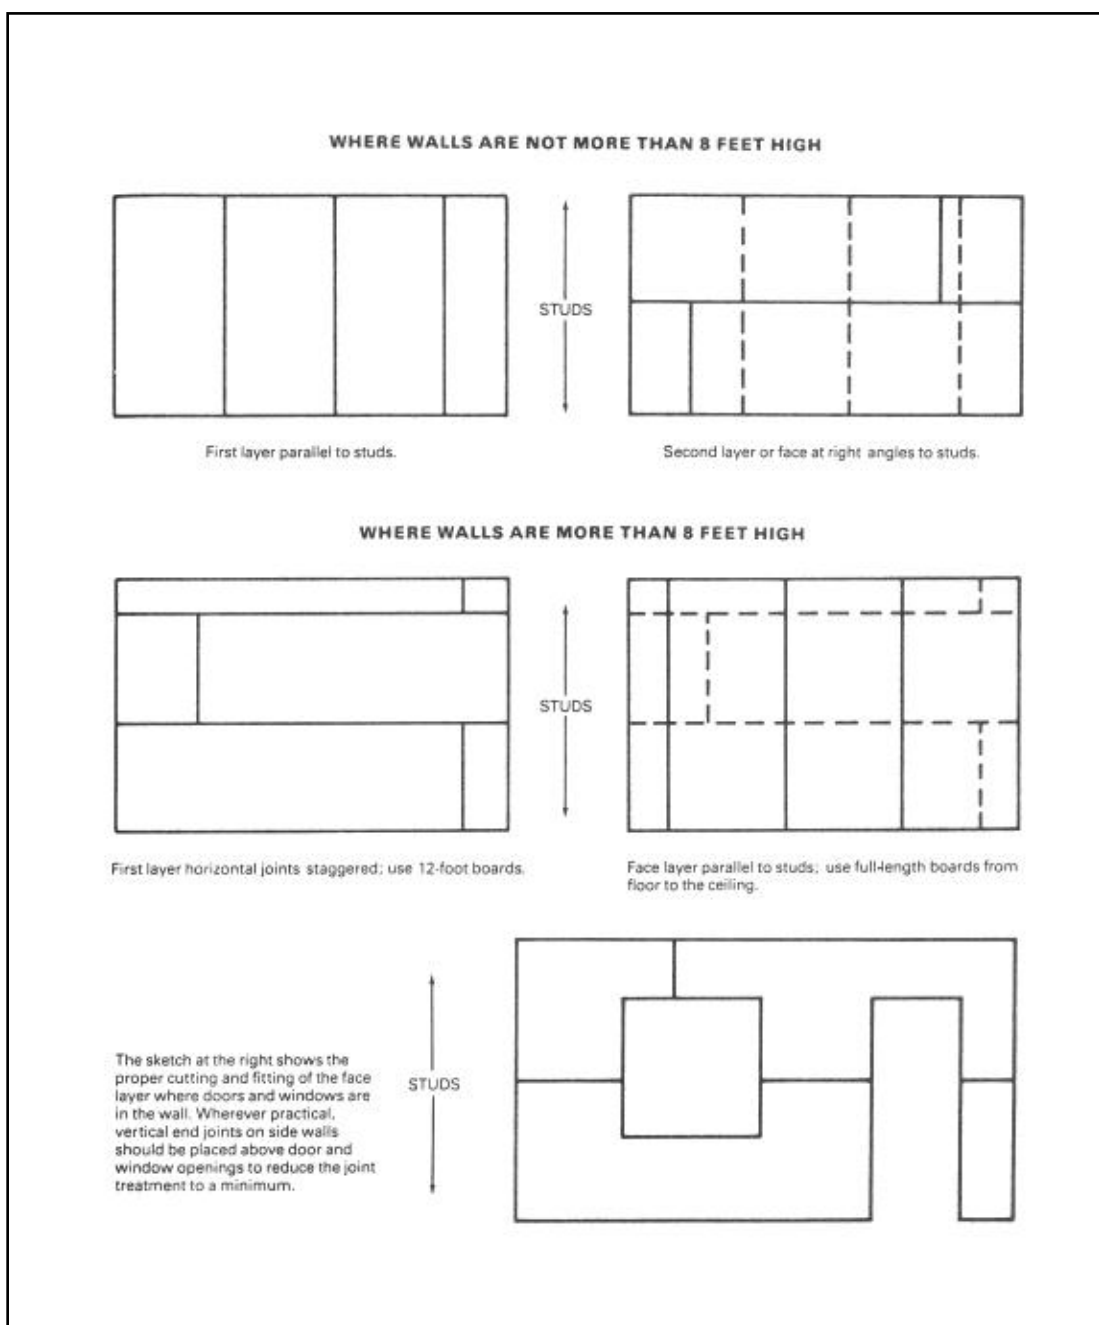 WHERE WALLS ARE NOT MORE THAN 8 FEET HIGH
STUDS
First layer parallel to studs.
Second layer or face at right angles to studs.
WHERE WALLS ARE MORE THAN 8 FEET HIGH
STUDS
First layer horizontal joints staggered; use 12-foot boards.
Face layer parallel to studs; use full-length boards from
floor to the ceiling.
The sketch at the right shows the
proper cutting and fitting of the face
layer where doors and windows are
in the wall. Wherever practical,
vertical end joints on side walls
should be placed above door and
window openings to reduce the joint
treatment to a minimum.
STUDS